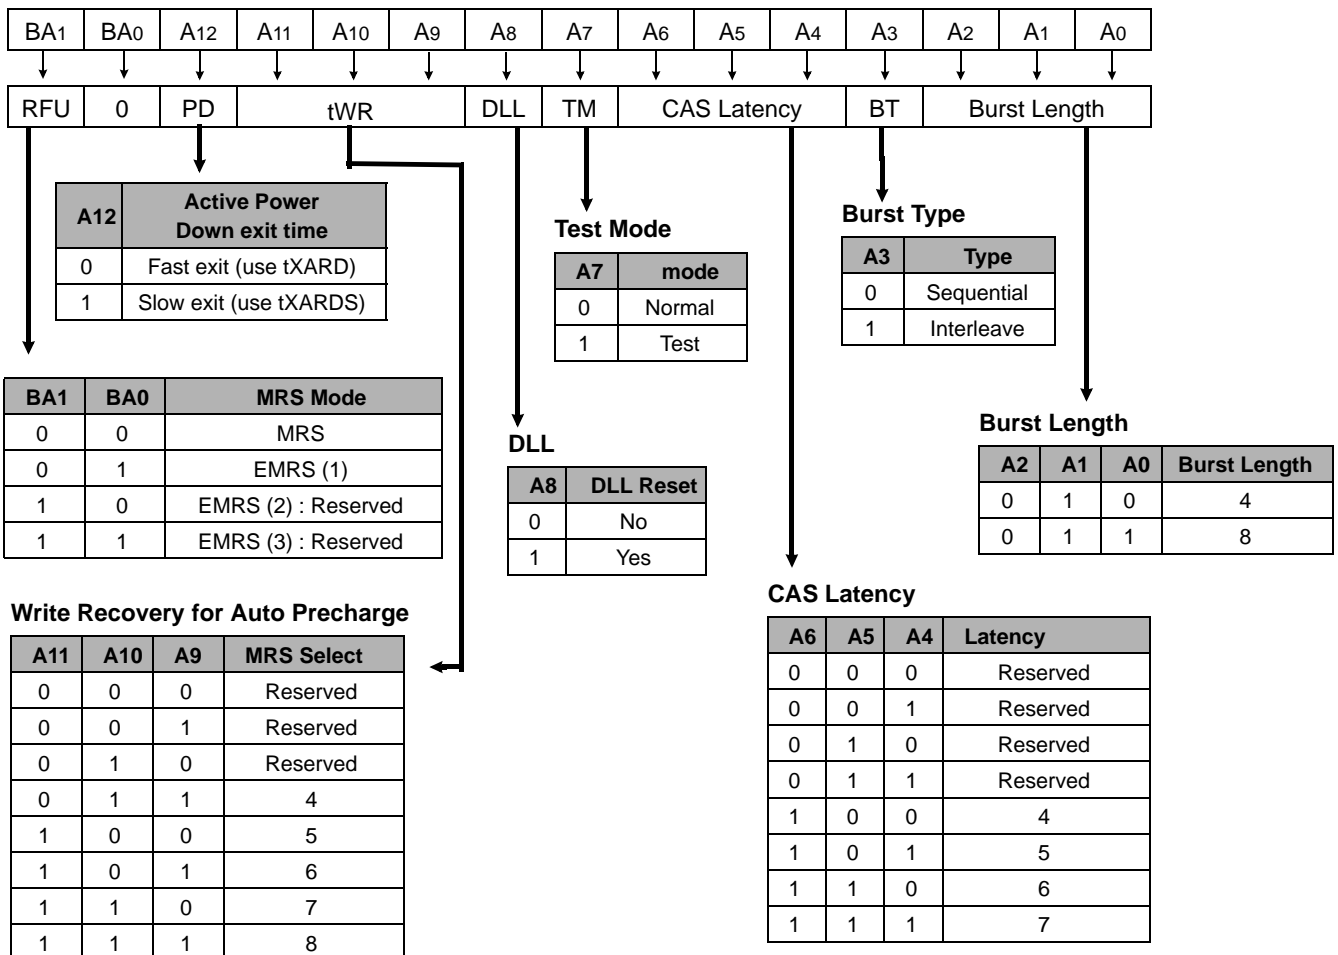 BA1 BA0 A12 A11 A10 A9 A8 A7 A6 A5 A4 A3 A2 A1 A0
RFU 0 PD tWR DLL TM CAS Latency BT Burst Length
A12 Active Power Down exit time
0 Fast exit (use tXARD)
1 Slow exit (use tXARDS)
Test Mode
A7 mode
0 Normal
1 Test
Burst Type
A3 Type
0 Sequential
1 Interleave
BA1 BA0 MRS Mode
0 0 MRS
0 1 EMRS (1)
1 0 EMRS (2) : Reserved
1 1 EMRS (3) : Reserved
DLL
A8 DLL Reset
0 No
1 Yes
Burst Length
A2 A1 A0 Burst Length
0 1 0 4
0 1 1 8
Write Recovery for Auto Precharge
A11 A10 A9 MRS Select
0 0 0 Reserved
0 0 1 Reserved
0 1 0 Reserved
0 1 1 4
1 0 0 5
1 0 1 6
1 1 0 7
1 1 1 8
CAS Latency
A6 A5 A4 Latency
0 0 0 Reserved
0 0 1 Reserved
0 1 0 Reserved
0 1 1 Reserved
1 0 0 4
1 0 1 5
1 1 0 6
1 1 1 7